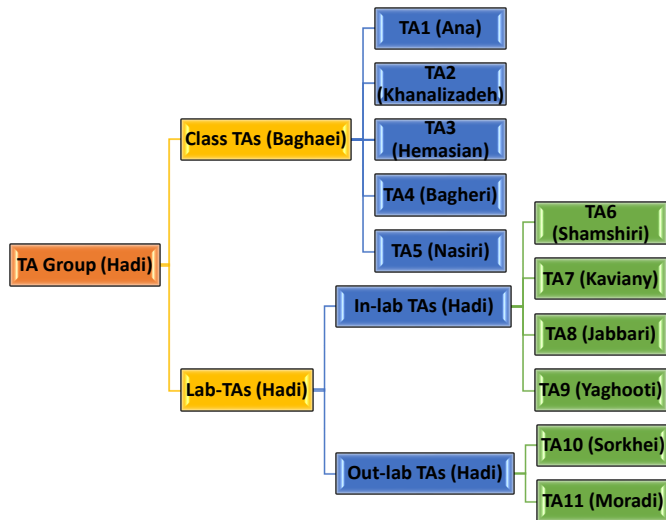 TA1 (Ana)
TA2
(Khanalizadeh)
Class TAs (Baghaei)
TA3
(Hemasian)
TA4 (Bagheri)
TA5 (Nasiri)
TA Group (Hadi)
TA6
(Shamshiri)
In-lab TAs (Hadi)
TA7 (Kaviany)
TA8 (Jabbari)
Lab-TAs (Hadi)
TA9 (Yaghooti)
Out-lab TAs (Hadi)
TA10 (Sorkhei)
TA11 (Moradi)